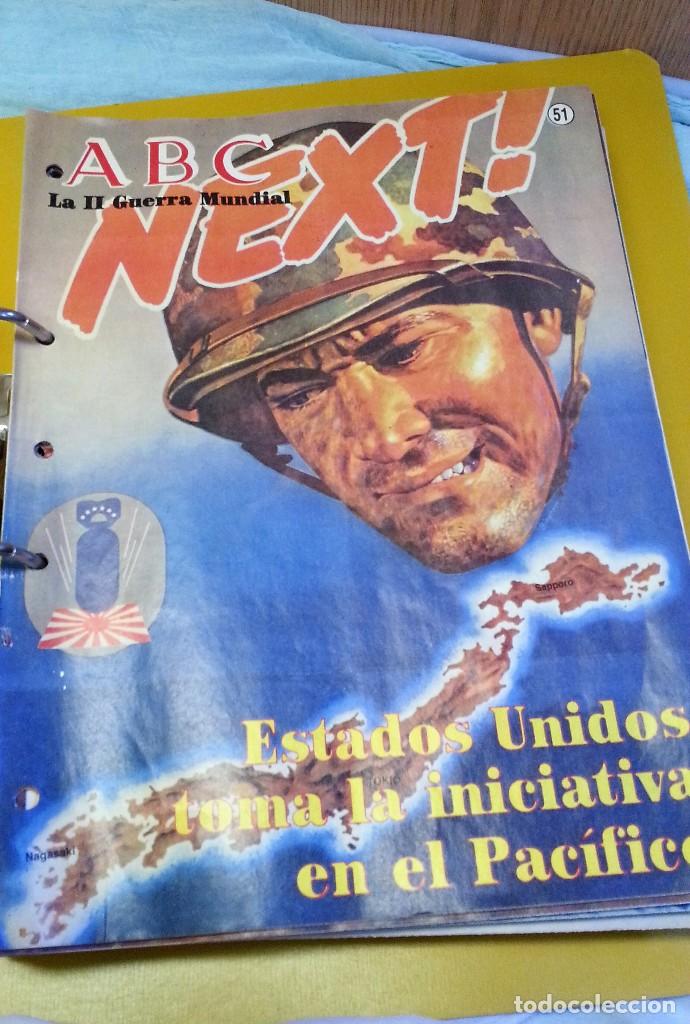 51
ABC
La II Guerra Mundial
NEXT!
Sapporo
Estados Unidos
TOKIO
toma la iniciativa
Nagasaki
en el Pacífico
todocoleccion